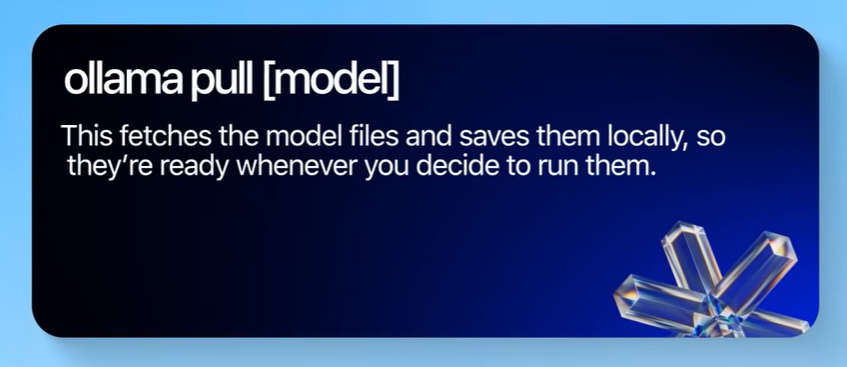 ollama pull [model]
This fetches the model files and saves them locally, so
they’re ready whenever you decide to run them.